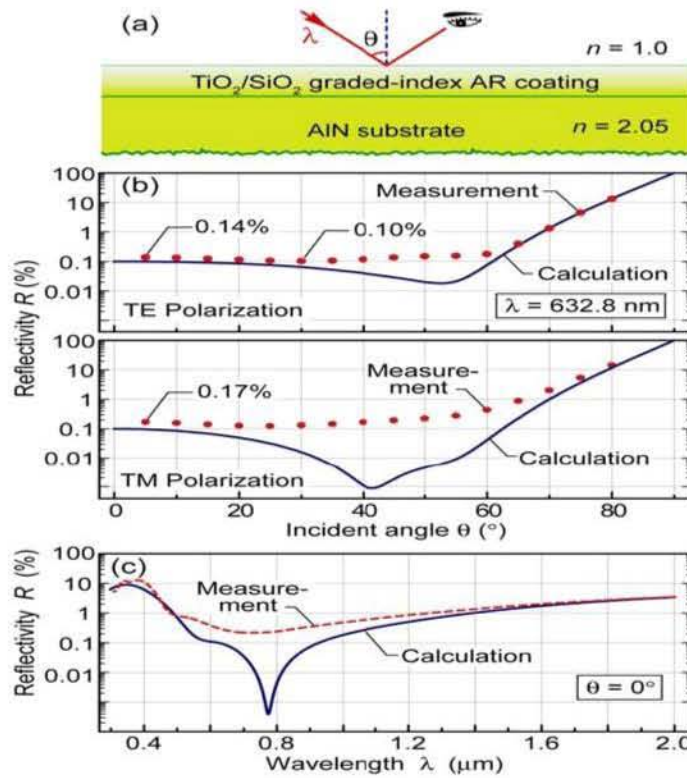 (a)
λ
θ
n = 1.0
TiO2/SiO2 graded-index AR coating
AlN substrate
n = 2.05
Reflectivity R (%)
100
10
1
0.1
0.01
(b)
0.14%
0.10%
Measurement
Calculation
TE Polarization
λ = 632.8 nm
100
10
1
0.1
0.01
0.17%
Measure-
ment
Calculation
TM Polarization
0 20 40 60 80
Incident angle θ (°)
Reflectivity R (%)
100
10
1
0.1
0.01
(c)
Measure-
ment
Calculation
θ = 0°
0.4 0.8 1.2 1.6 2.0
Wavelength λ (μm)